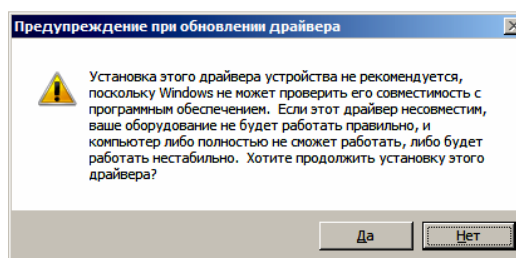 Предупреждение при обновлении драйвера
Установка этого драйвера устройства не рекомендуется,
поскольку Windows не может проверить его совместимость с
программным обеспечением. Если этот драйвер несовместим,
ваше оборудование не будет работать правильно, и
компьютер либо полностью не сможет работать, либо будет
работать нестабильно. Хотите продолжить установку этого
драйвера?
Да
Нет